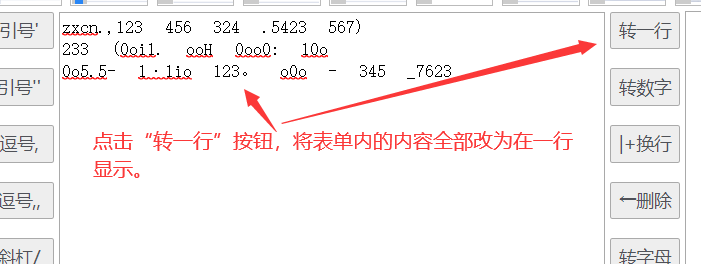 引号'
zxcn.,123 456 324 .5423 567)
转一行
233 (Ooil. ooH 0oo0: 10o
0o5,5- l;lio 123。 o0o - 345 _7623
引号''
转数字
点击“转一行”按钮，将表单内的内容全部改为在一行
显示。
逗号,
|+换行
逗号,,
←删除
斜杠/
转字母